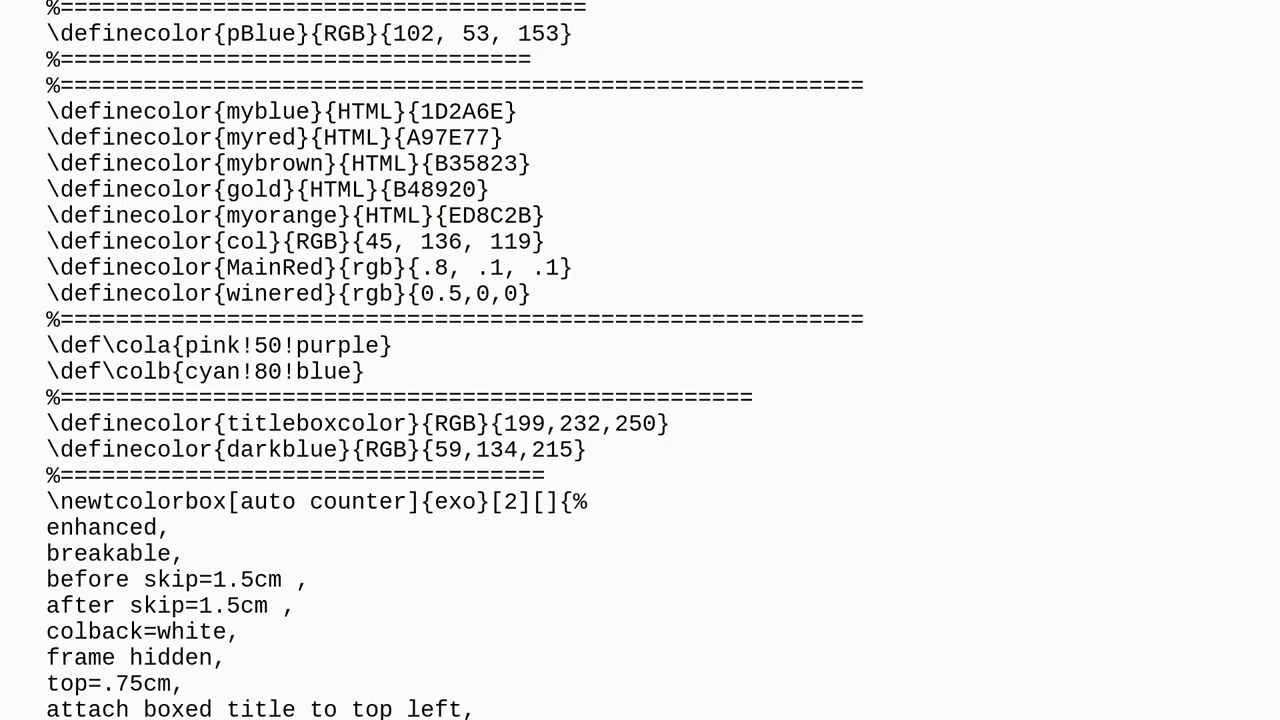 %======================================
\definecolor{pBlue}{RGB}{102, 53, 153}
%==================================
%==========================================================
\definecolor{myblue}{HTML}{1D2A6E}
\definecolor{myred}{HTML}{A97E77}
\definecolor{mybrown}{HTML}{B35823}
\definecolor{gold}{HTML}{B48920}
\definecolor{myorange}{HTML}{ED8C2B}
\definecolor{col}{RGB}{45, 136, 119}
\definecolor{MainRed}{rgb}{.8, .1, .1}
\definecolor{winered}{rgb}{0.5,0,0}
%==========================================================
\def\cola{pink!50!purple}
\def\colb{cyan!80!blue}
%==================================================
\definecolor{titleboxcolor}{RGB}{199,232,250}
\definecolor{darkblue}{RGB}{59,134,215}
%===================================
\newtcolorbox[auto counter]{exo}[2][]{%
enhanced,
breakable,
before skip=1.5cm ,
after skip=1.5cm ,
colback=white,
frame hidden,
top=.75cm,
attach boxed title to top left,